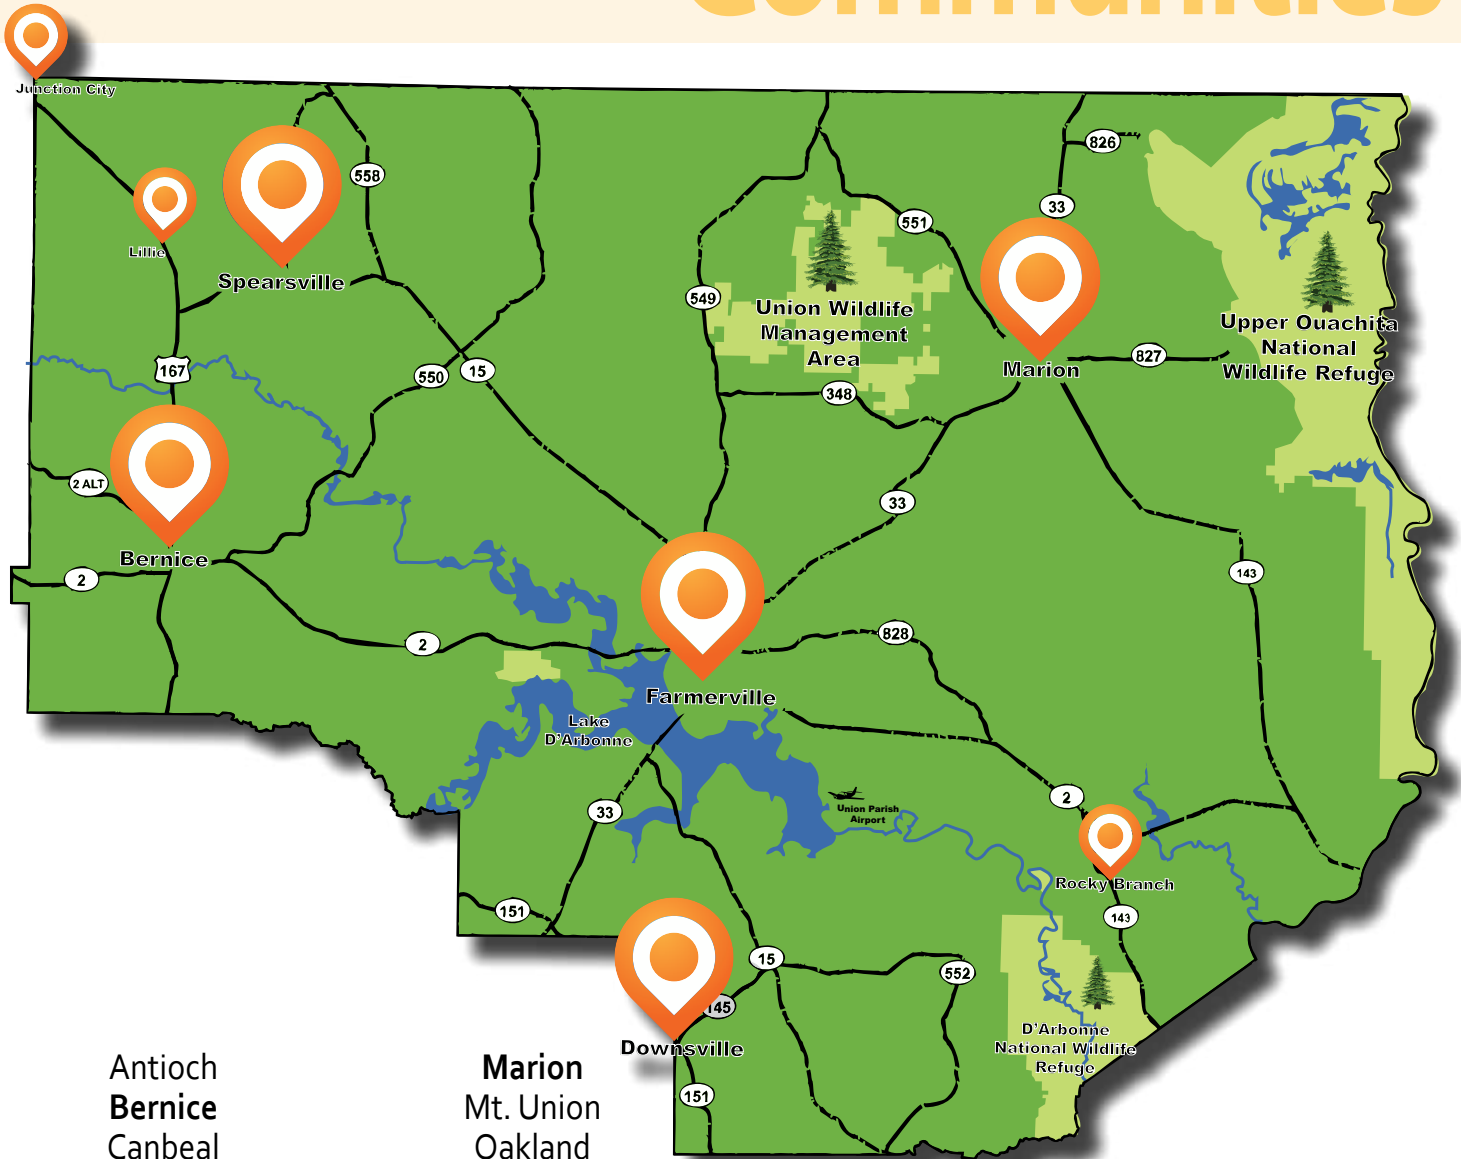 Communities
Junction City
826
558
Lillie
33
551
Spearsville
549
Union Wildlife
Management
Area
Upper Ouachita
National
Wildlife Refuge
827
Marion
167
550
15
348
2 ALT
33
Bernice
2
143
2
828
Farmerville
Lake
D'Arbonne
2
33
Union Parish
Airport
Rocky Branch
151
143
15
552
145
D'Arbonne
National Wildlife
Refuge
Downsville
151
Antioch
Bernice
Canbeal
Marion
Mt. Union
Oakland